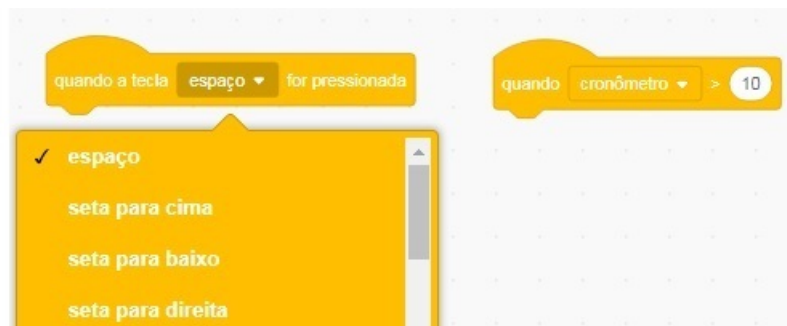 quando a tecla espaço for pressionada
quando cronômetro > 10
✓ espaço
seta para cima
seta para baixo
seta para direita